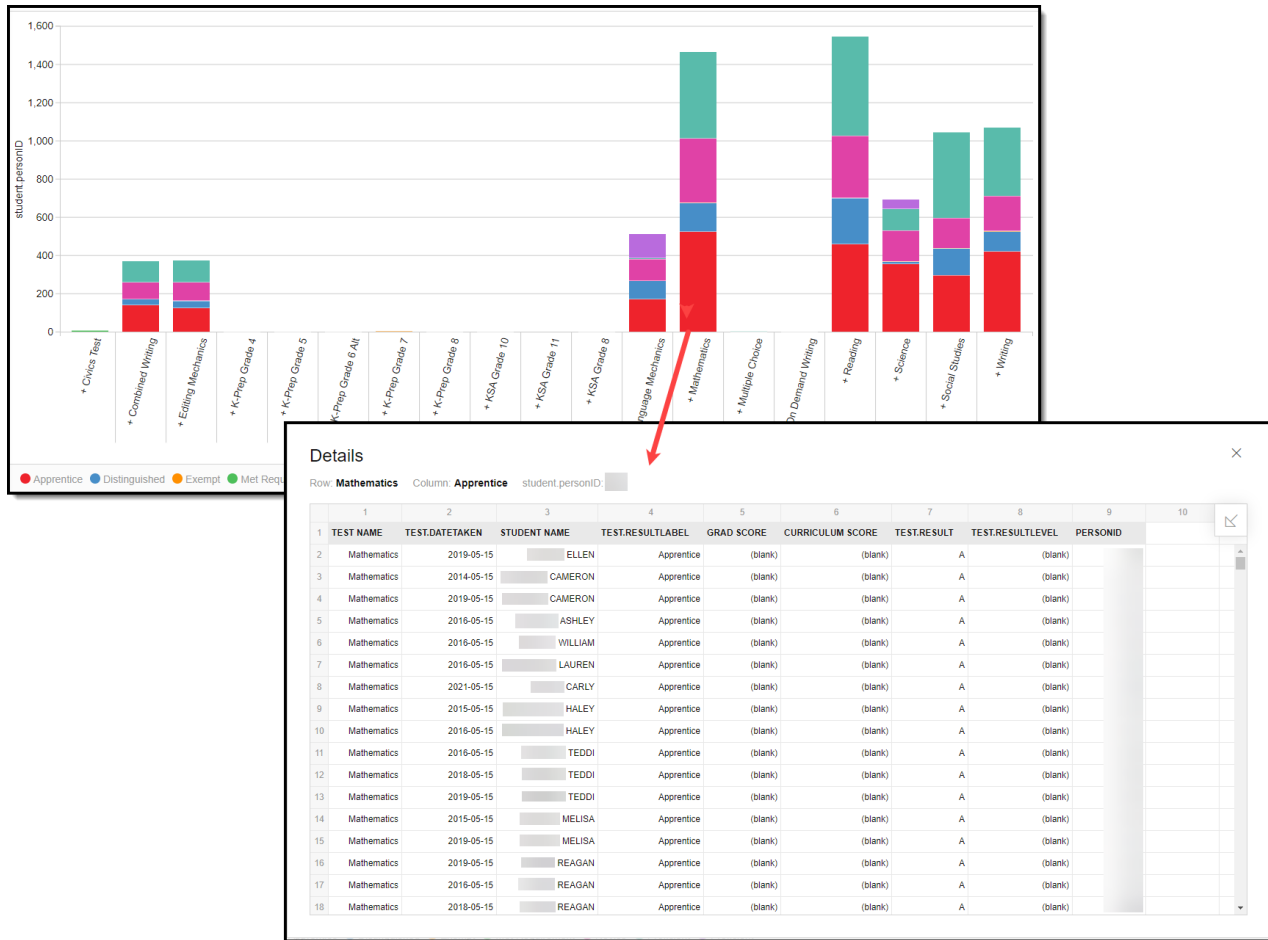 1,600
1,400
1,200
1,000
800
600
400
200
0
student.personID
+ Civics Test
+ Combined Writing
+ Editing Mechanics
+ K-Prep Grade 4
+ K-Prep Grade 5
K-Prep Grade 6 Alt
+ K-Prep Grade 7
+ K-Prep Grade 8
+ KSA Grade 10
+ KSA Grade 11
+ KSA Grade 8
nguage Mechanics
+ Mathematics
+ Multiple Choice
On Demand Writing
+ Reading
+ Science
+ Social Studies
+ Writing
Apprentice Distinguished Exempt Met Requ
Details
Row: Mathematics Column: Apprentice student.personID:
1 2 3 4 5 6 7 8 9 10
1 TEST NAME TEST.DATETAKEN STUDENT NAME TEST.RESULTLABEL GRAD SCORE CURRICULUM SCORE TEST.RESULT TEST.RESULTLEVEL PERSONID
2 Mathematics 2019-05-15 ELLEN Apprentice (blank) (blank) A (blank)
3 Mathematics 2014-05-15 CAMERON Apprentice (blank) (blank) A (blank)
4 Mathematics 2019-05-15 CAMERON Apprentice (blank) (blank) A (blank)
5 Mathematics 2016-05-15 ASHLEY Apprentice (blank) (blank) A (blank)
6 Mathematics 2016-05-15 WILLIAM Apprentice (blank) (blank) A (blank)
7 Mathematics 2016-05-15 LAUREN Apprentice (blank) (blank) A (blank)
8 Mathematics 2021-05-15 CARLY Apprentice (blank) (blank) A (blank)
9 Mathematics 2015-05-15 HALEY Apprentice (blank) (blank) A (blank)
10 Mathematics 2016-05-15 HALEY Apprentice (blank) (blank) A (blank)
11 Mathematics 2016-05-15 TEDDI Apprentice (blank) (blank) A (blank)
12 Mathematics 2018-05-15 TEDDI Apprentice (blank) (blank) A (blank)
13 Mathematics 2019-05-15 TEDDI Apprentice (blank) (blank) A (blank)
14 Mathematics 2015-05-15 MELISA Apprentice (blank) (blank) A (blank)
15 Mathematics 2019-05-15 MELISA Apprentice (blank) (blank) A (blank)
16 Mathematics 2019-05-15 REAGAN Apprentice (blank) (blank) A (blank)
17 Mathematics 2016-05-15 REAGAN Apprentice (blank) (blank) A (blank)
18 Mathematics 2018-05-15 REAGAN Apprentice (blank) (blank) A (blank)